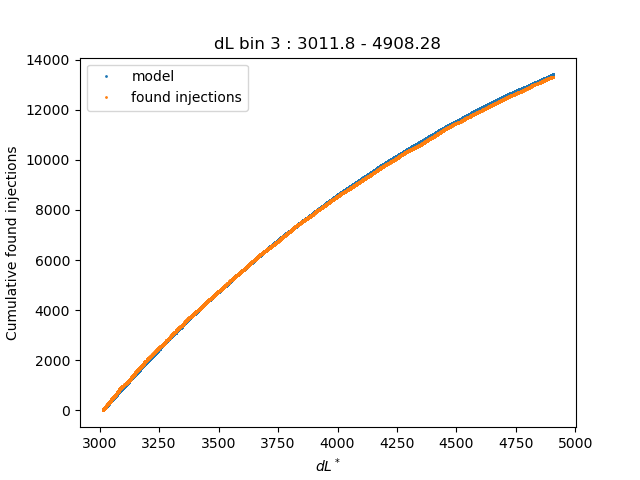 dL bin 3 : 3011.8 - 4908.28
model
found injections
Cumulative found injections
14000
12000
10000
8000
6000
4000
2000
0
3000 3250 3500 3750 4000 4250 4500 4750 5000
dL*